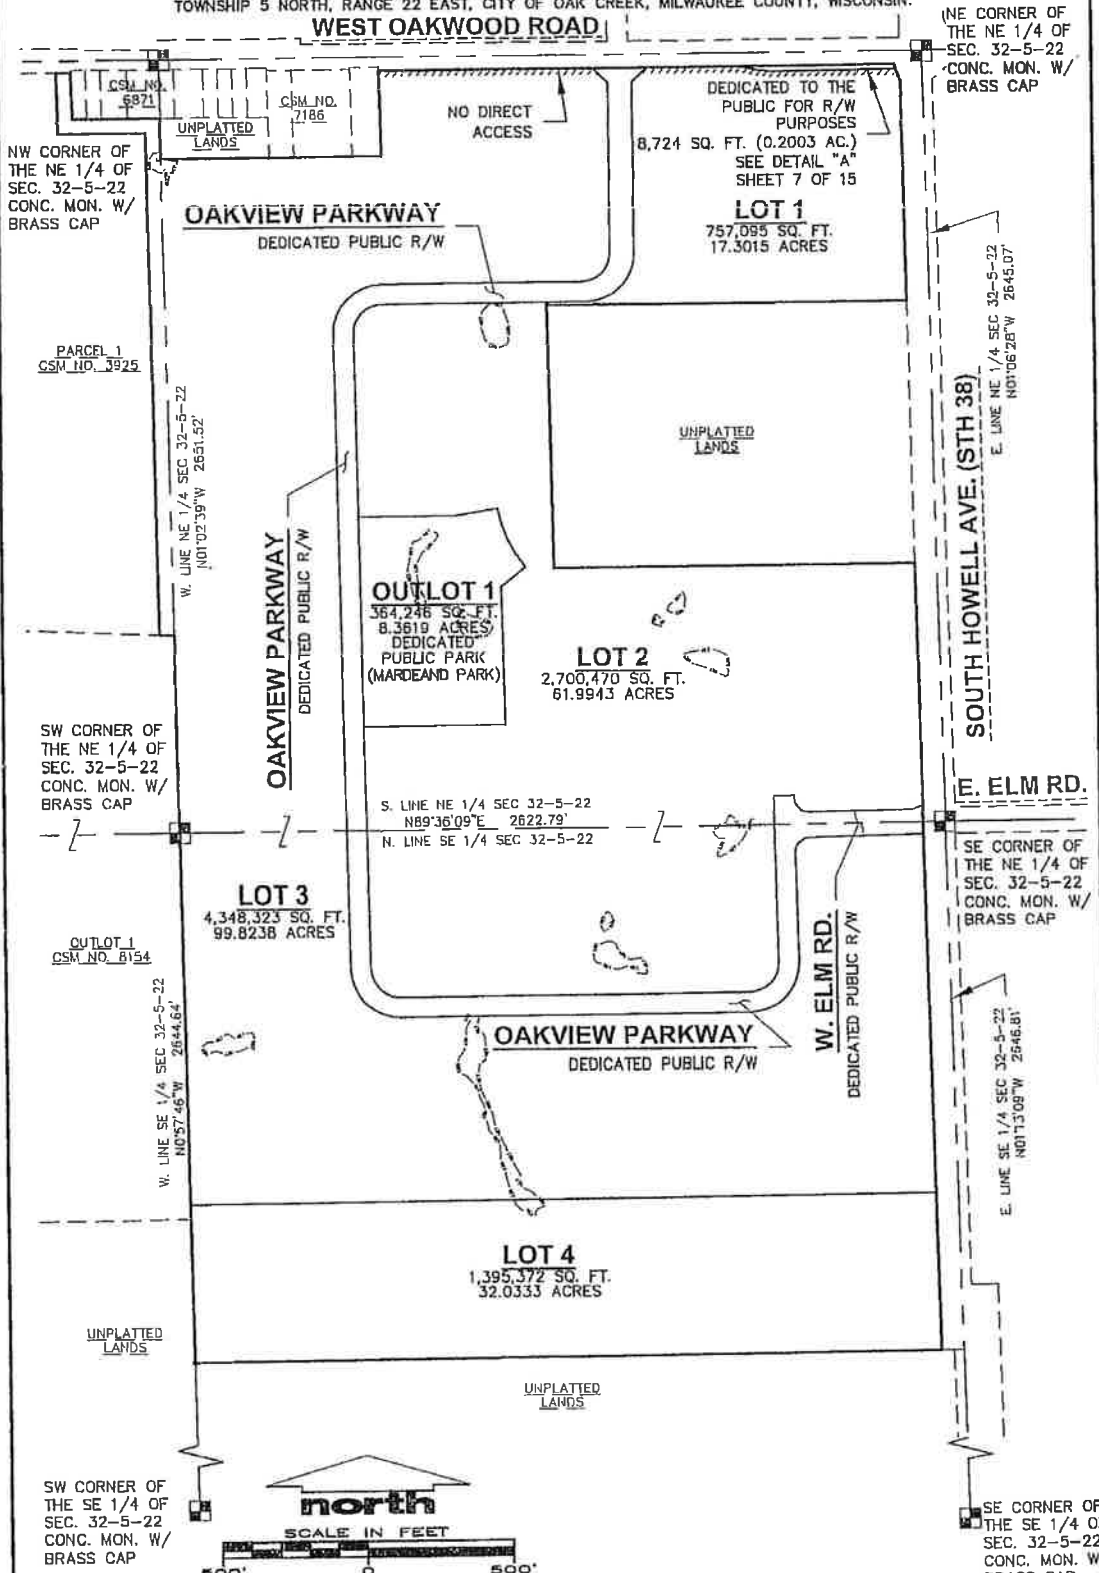 TOWNSHIP 5 NORTH, RANGE 22 EAST, CITY OF OAK CREEK, MILWAUKEE COUNTY, WISCONSIN.
WEST OAKWOOD ROAD
NE CORNER OF
THE NE 1/4 OF
SEC. 32-5-22
CONC. MON. W/
BRASS CAP
CSM NO.
6871
CSM NO.
7186
UNPLATTED
LANDS
NO DIRECT
ACCESS
DEDICATED TO THE
PUBLIC FOR R/W
PURPOSES
8,724 SQ. FT. (0.2003 AC.)
SEE DETAIL "A"
SHEET 7 OF 15
NW CORNER OF
THE NE 1/4 OF
SEC. 32-5-22
CONC. MON. W/
BRASS CAP
OAKVIEW PARKWAY
DEDICATED PUBLIC R/W
LOT 1
757,095 SQ. FT.
17.3015 ACRES
E. LINE NE 1/4 SEC 32-5-22
N01°06'28"W 2645.07'
PARCEL 1
CSM NO. 3925
W. LINE NE 1/4 SEC 32-5-22
N01°02'39"W 2651.52'
UNPLATTED
LANDS
SOUTH HOWELL AVE. (STH 38)
OAKVIEW PARKWAY
DEDICATED PUBLIC R/W
OUTLOT 1
364,246 SQ. FT.
8.3619 ACRES
DEDICATED
PUBLIC PARK
(MARDEAND PARK)
LOT 2
2,700,470 SQ. FT.
61.9943 ACRES
SW CORNER OF
THE NE 1/4 OF
SEC. 32-5-22
CONC. MON. W/
BRASS CAP
E. ELM RD.
S. LINE NE 1/4 SEC 32-5-22
N89°36'09"E 2622.79'
N. LINE SE 1/4 SEC 32-5-22
SE CORNER OF
THE NE 1/4 OF
SEC. 32-5-22
CONC. MON. W/
BRASS CAP
LOT 3
4,348,323 SQ. FT.
99.8238 ACRES
OUTLOT 1
CSM NO. 8154
W. ELM RD.
DEDICATED PUBLIC R/W
W. LINE SE 1/4 SEC 32-5-22
N0°57'46"W 2644.64'
OAKVIEW PARKWAY
DEDICATED PUBLIC R/W
E. LINE SE 1/4 SEC 32-5-22
N01°13'09"W 2646.81'
LOT 4
1,395,372 SQ. FT.
32.0333 ACRES
UNPLATTED
LANDS
UNPLATTED
LANDS
SW CORNER OF
THE SE 1/4 OF
SEC. 32-5-22
CONC. MON. W/
BRASS CAP
north
SCALE IN FEET
500' 0 500'
SE CORNER OF
THE SE 1/4 O
SEC. 32-5-22
CONC. MON. W